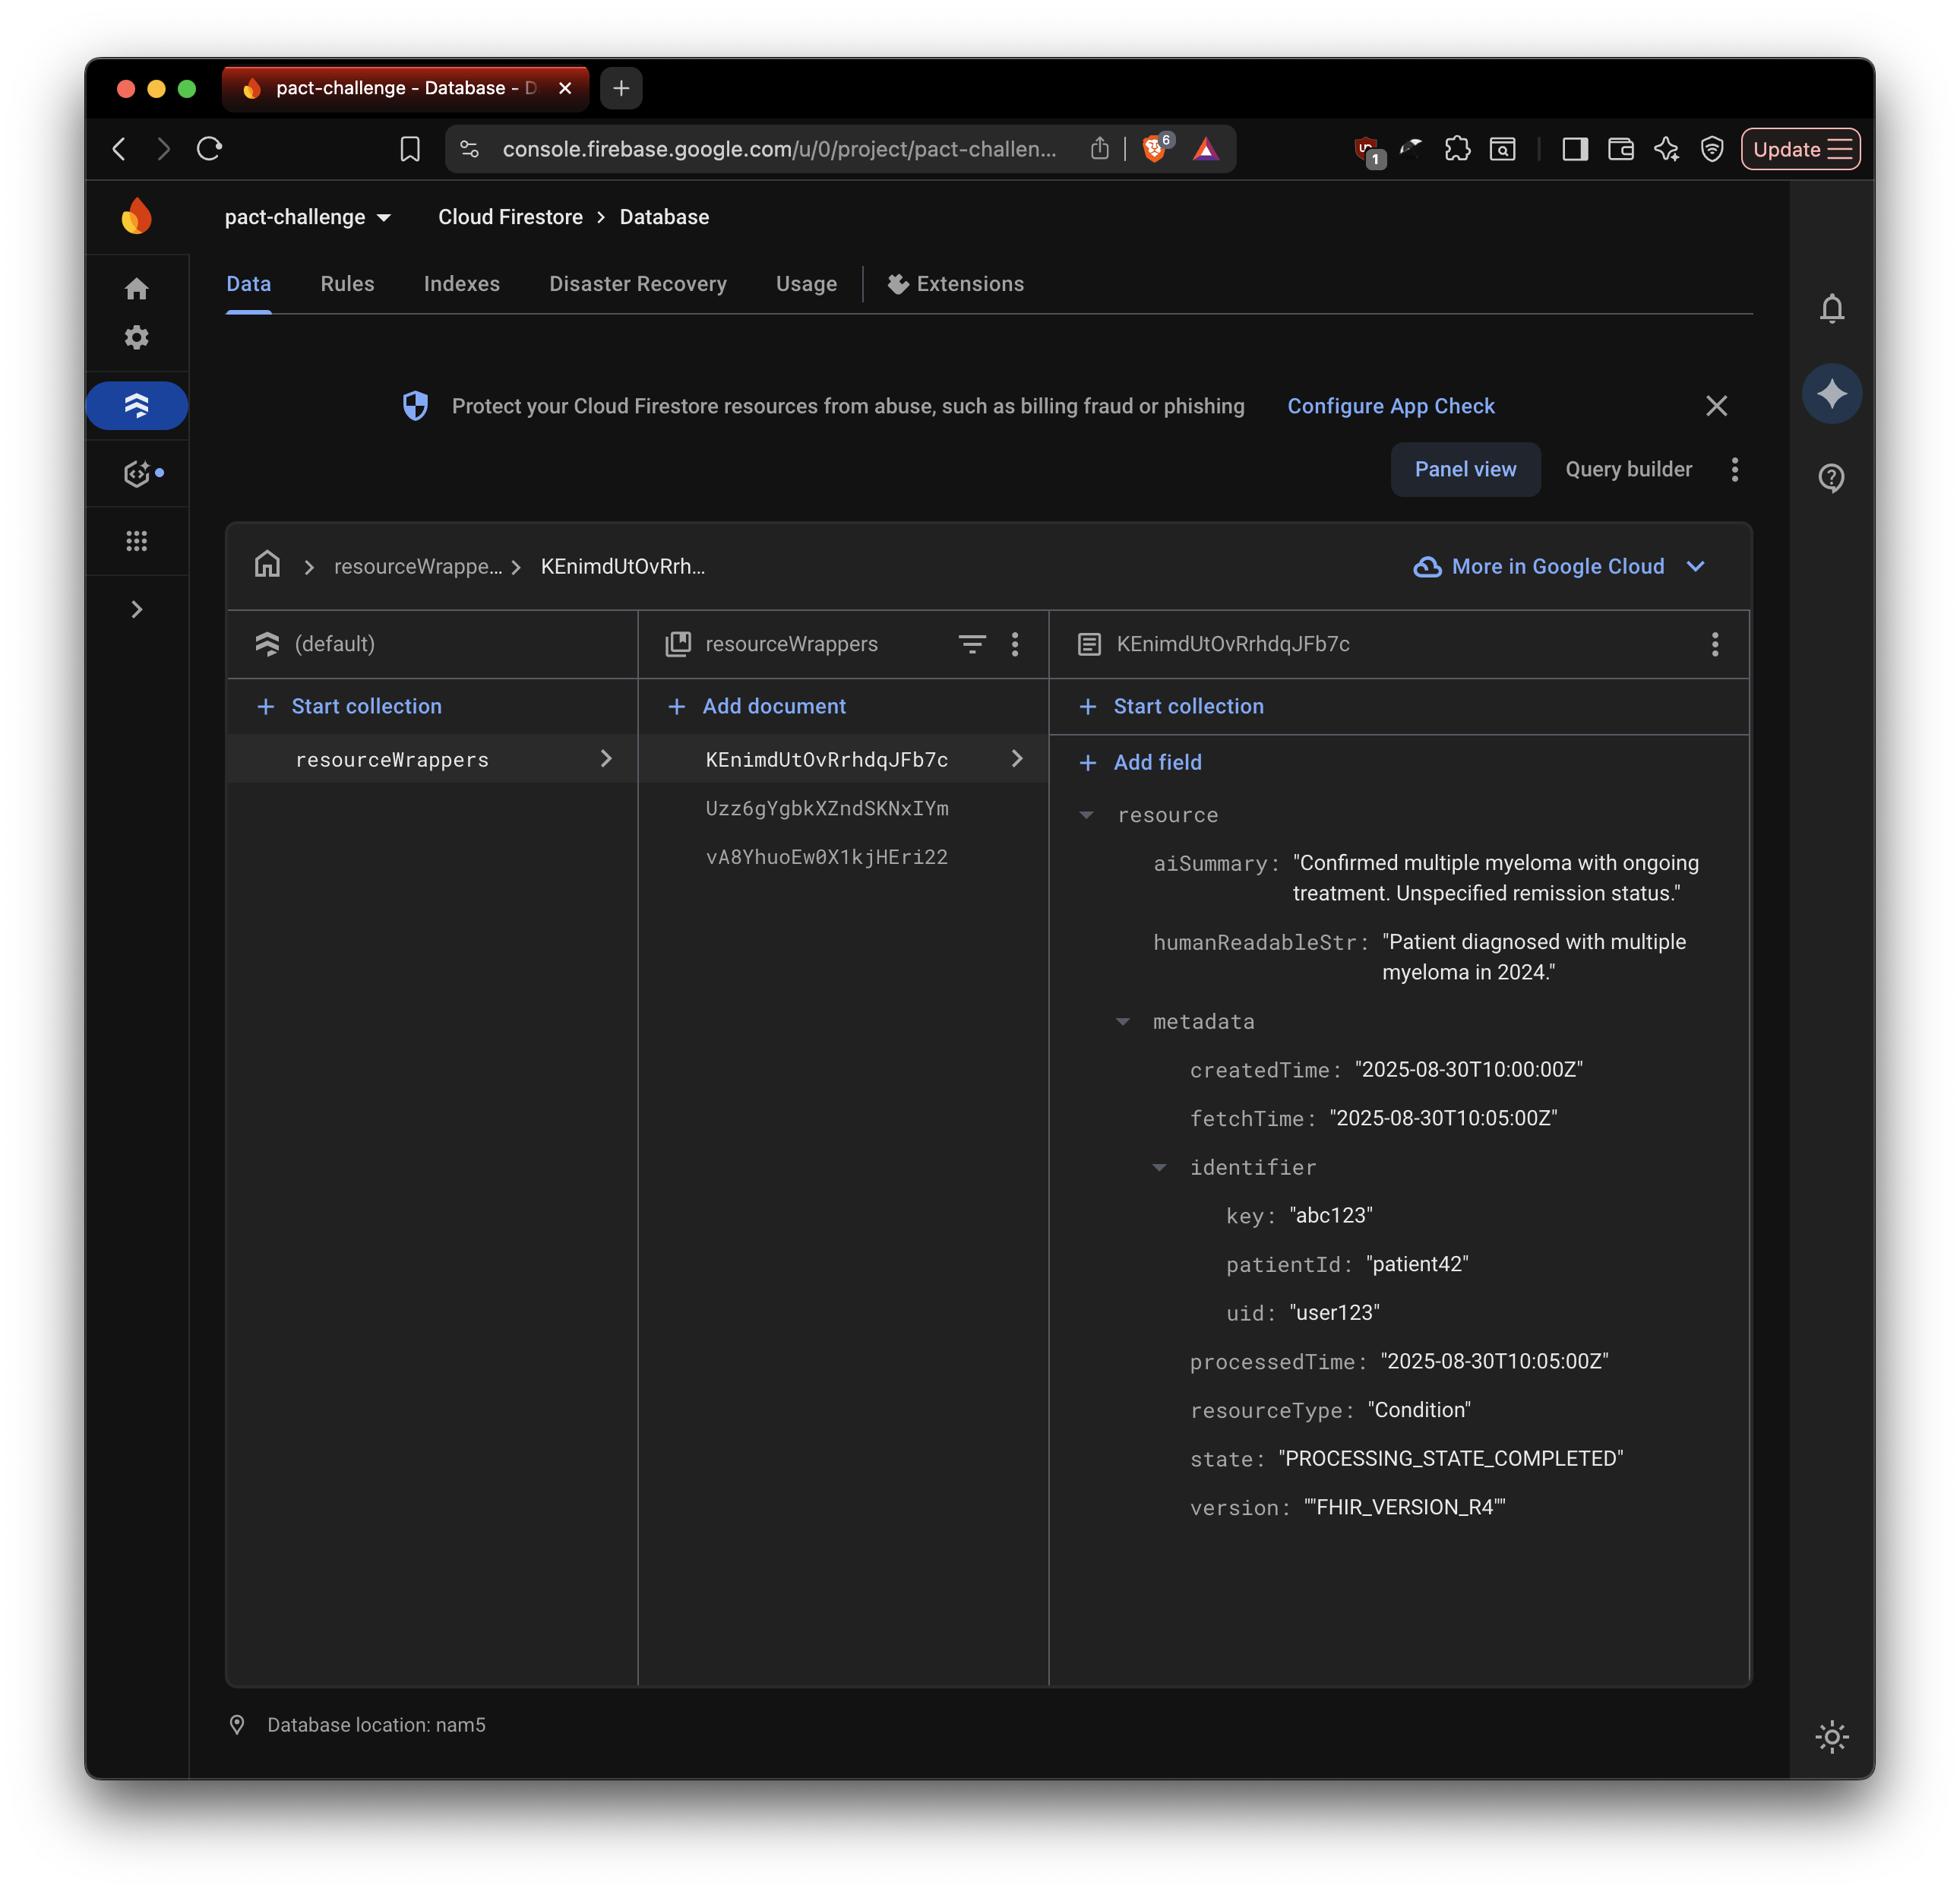 pact-challenge - Database - D
console.firebase.google.com/u/0/project/pact-challen...
6
1
Update
pact-challenge
Cloud Firestore > Database
Data
Rules
Indexes
Disaster Recovery
Usage
Extensions
Protect your Cloud Firestore resources from abuse, such as billing fraud or phishing
Configure App Check
Panel view
Query builder
resourceWrappe...
KEnimdUtOvRrh...
More in Google Cloud
(default)
resourceWrappers
KEnimdUtOvRrhdqJFb7c
+ Start collection
+ Add document
+ Start collection
resourceWrappers
KEnimdUtOvRrhdqJFb7c
Uzz6gYgbkXZndSKNxIYm
vA8YhuoEw0X1kjHEri22
+ Add field
resource
aiSummary: "Confirmed multiple myeloma with ongoing
treatment. Unspecified remission status."
humanReadableStr: "Patient diagnosed with multiple
myeloma in 2024."
metadata
createdTime: "2025-08-30T10:00:00Z"
fetchTime: "2025-08-30T10:05:00Z"
identifier
key: "abc123"
patientId: "patient42"
uid: "user123"
processedTime: "2025-08-30T10:05:00Z"
resourceType: "Condition"
state: "PROCESSING_STATE_COMPLETED"
version: ""FHIR_VERSION_R4""
Database location: nam5